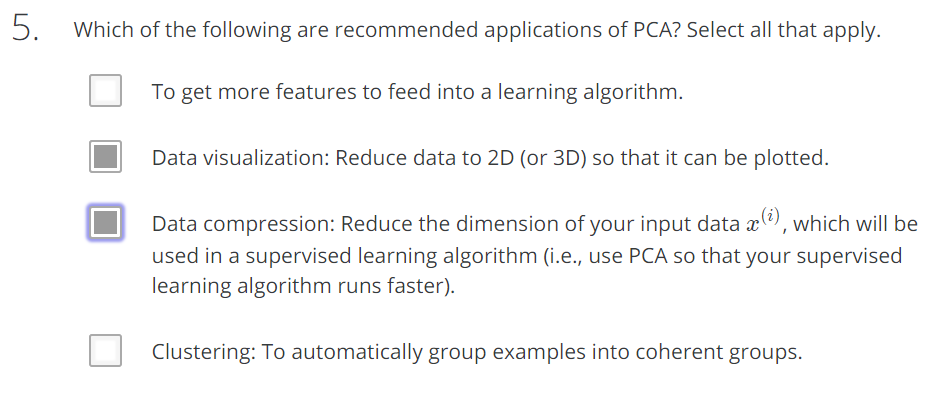 5. Which of the following are recommended applications of PCA? Select all that apply.
To get more features to feed into a learning algorithm.
Data visualization: Reduce data to 2D (or 3D) so that it can be plotted.
Data compression: Reduce the dimension of your input data x⁽ⁱ⁾, which will be
used in a supervised learning algorithm (i.e., use PCA so that your supervised
learning algorithm runs faster).
Clustering: To automatically group examples into coherent groups.